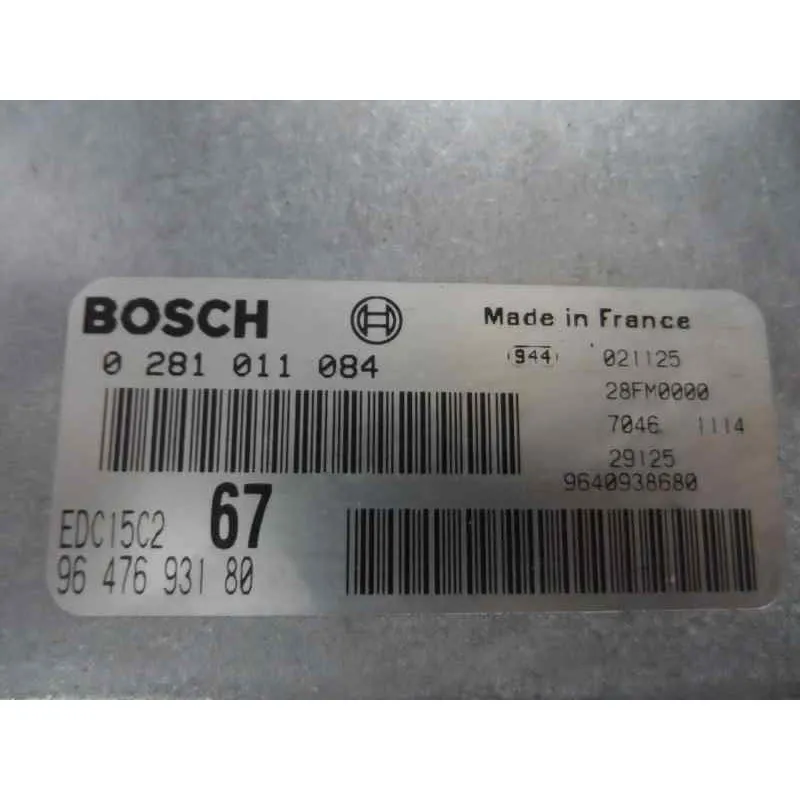 BOSCH Made in France
0 281 011 084 944 021125
28FM0000
7046 1114
29125
9640938680
EDC15C2 67
96 476 931 80